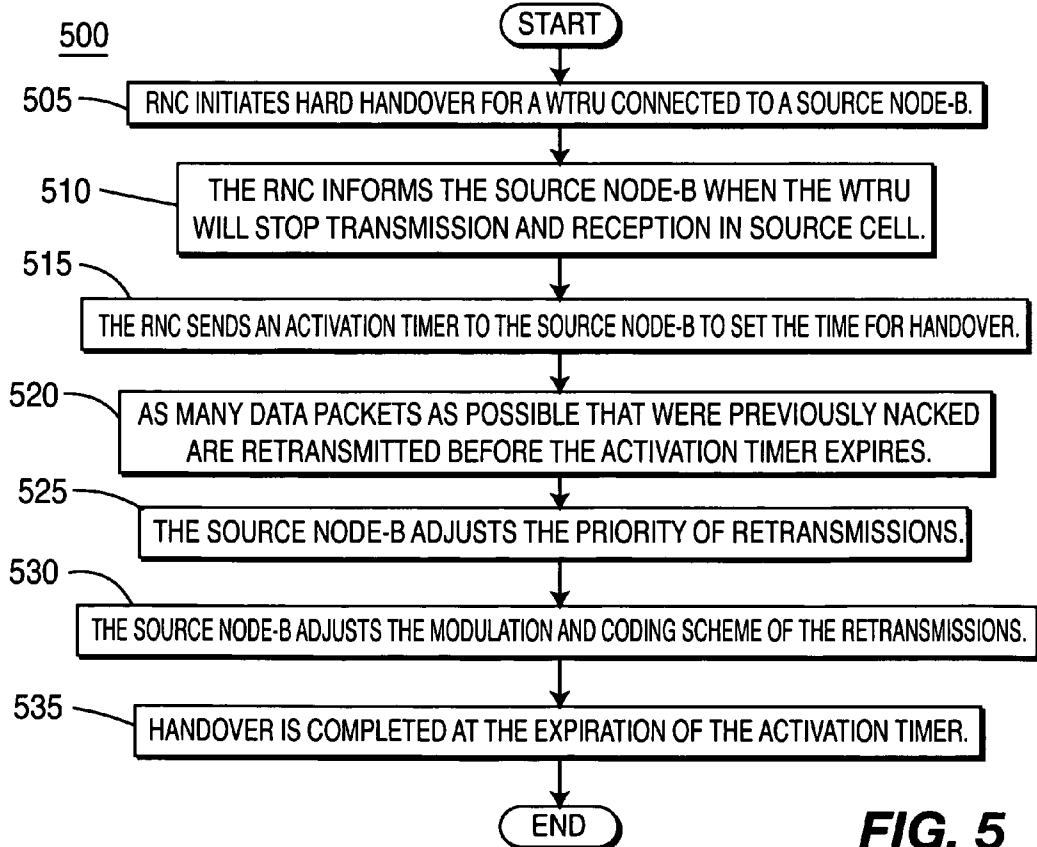 500
START
505
RNC INITIATES HARD HANDOVER FOR A WTRU CONNECTED TO A SOURCE NODE-B.
510
THE RNC INFORMS THE SOURCE NODE-B WHEN THE WTRU
WILL STOP TRANSMISSION AND RECEPTION IN SOURCE CELL.
515
THE RNC SENDS AN ACTIVATION TIMER TO THE SOURCE NODE-B TO SET THE TIME FOR HANDOVER.
520
AS MANY DATA PACKETS AS POSSIBLE THAT WERE PREVIOUSLY NACKED
ARE RETRANSMITTED BEFORE THE ACTIVATION TIMER EXPIRES.
525
THE SOURCE NODE-B ADJUSTS THE PRIORITY OF RETRANSMISSIONS.
530
THE SOURCE NODE-B ADJUSTS THE MODULATION AND CODING SCHEME OF THE RETRANSMISSIONS.
535
HANDOVER IS COMPLETED AT THE EXPIRATION OF THE ACTIVATION TIMER.
END
FIG. 5